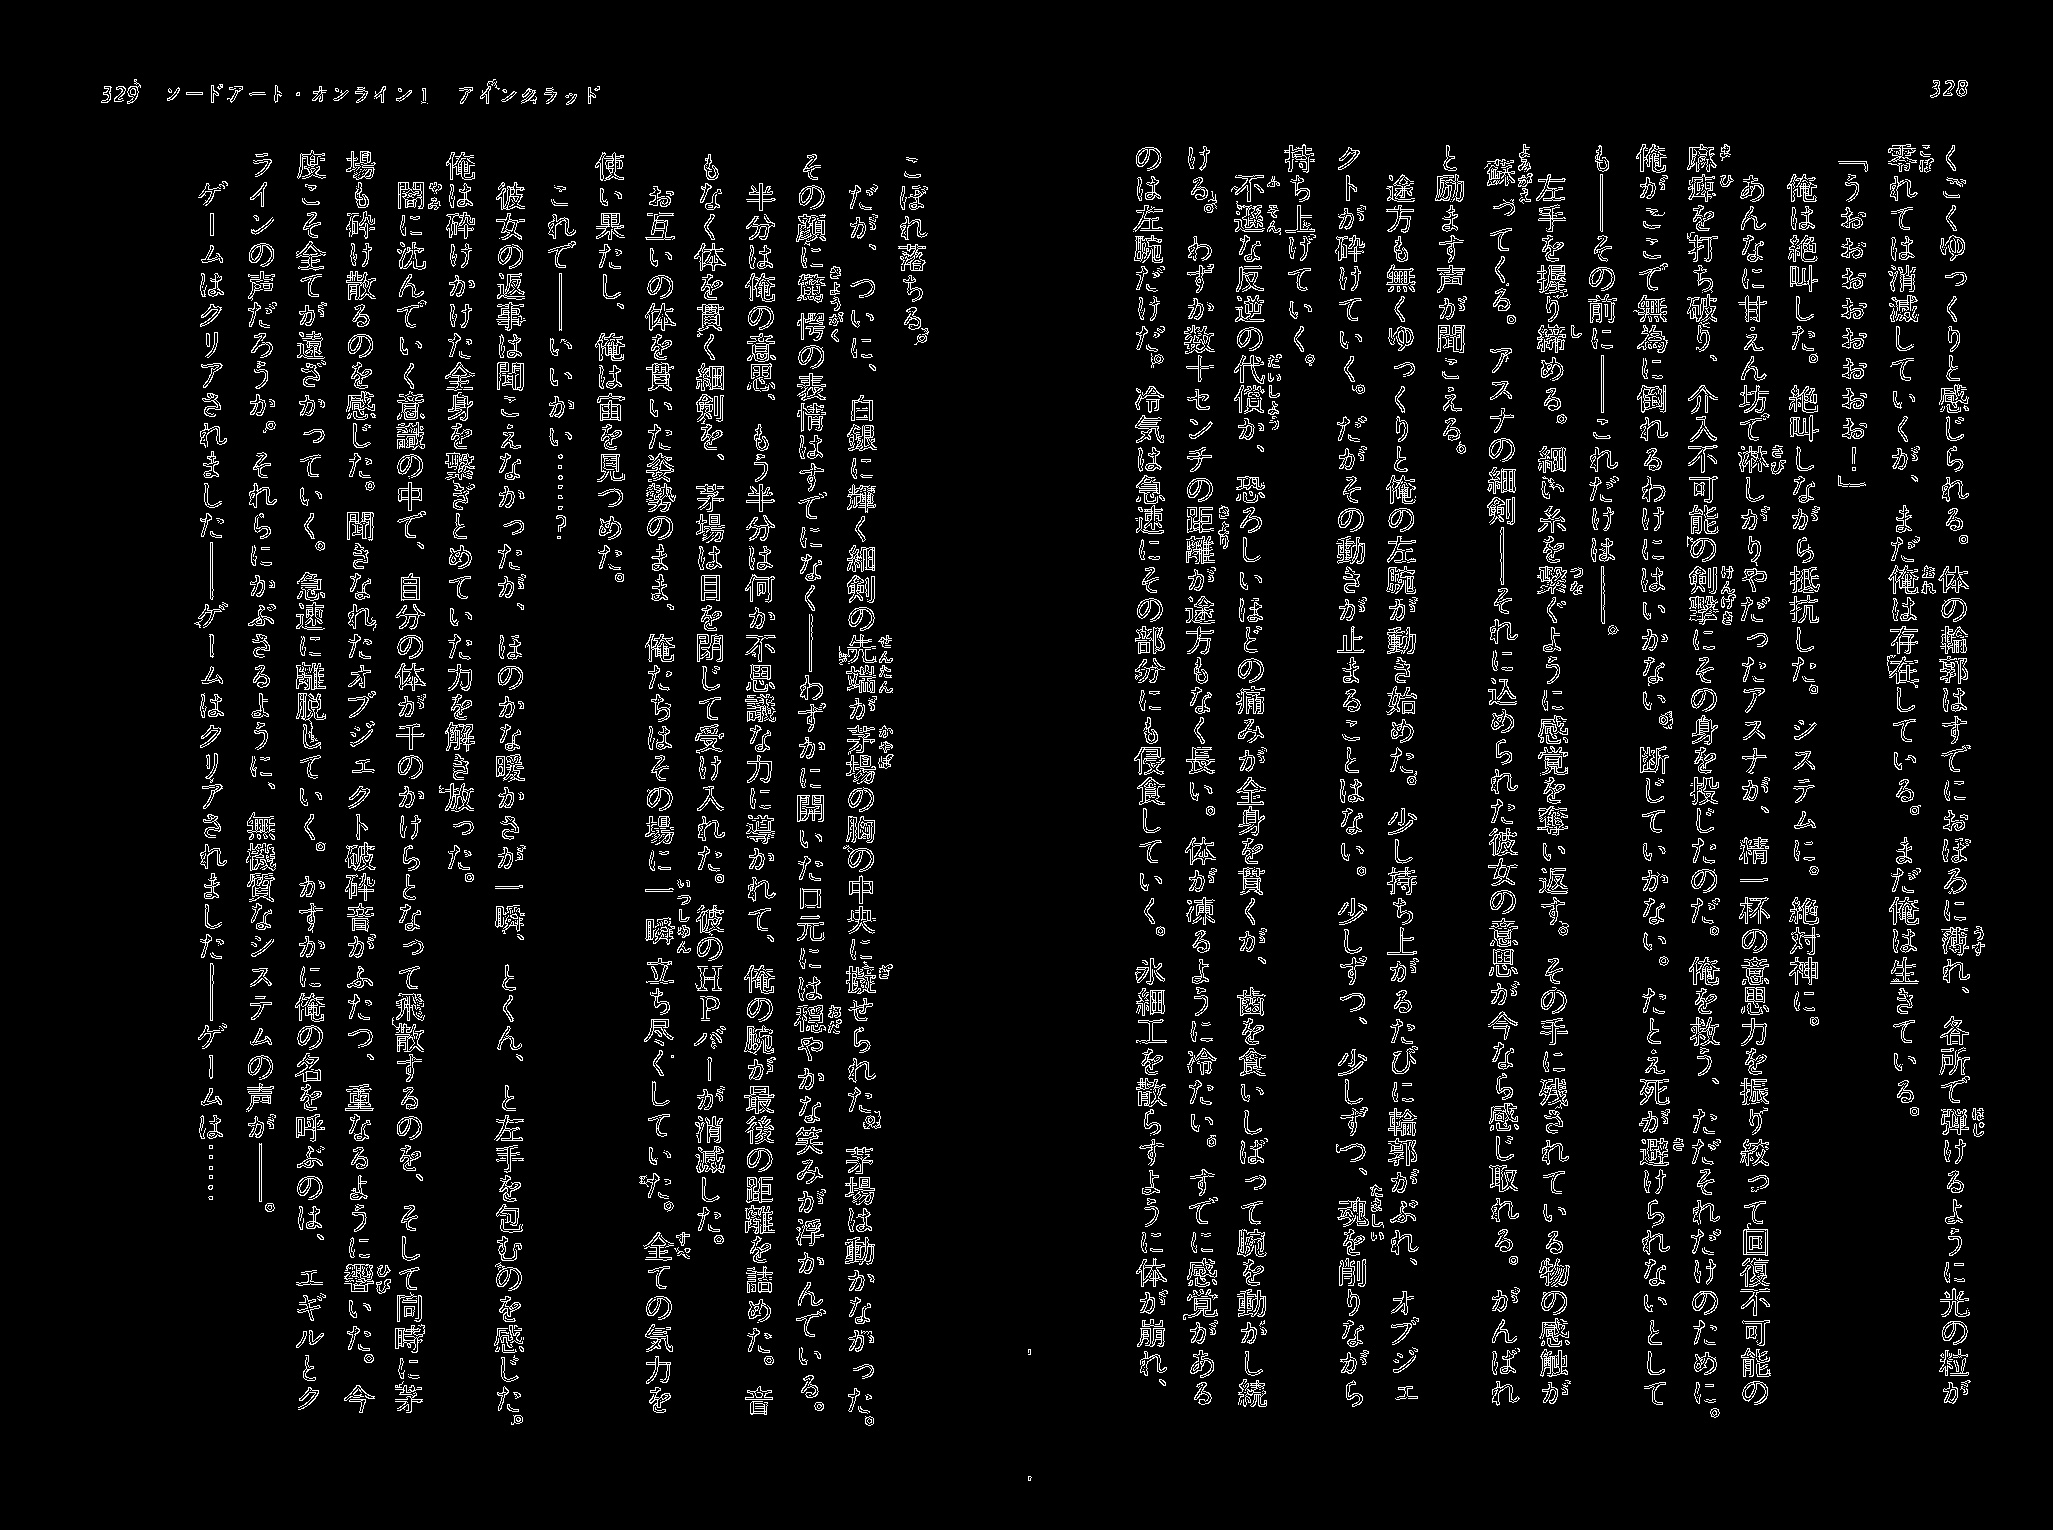 328
くごくゆっくりと感じられる。体の輪郭はすでにおぼろに薄れ、各所で弾けるように光の粒が
零れては消滅していくが、まだ俺は存在している。まだ俺は生きている。
「うおおおおおおおお！」
俺は絶叫した。絶叫しながら抵抗した。システムに。絶対神に。
あんなに甘えん坊で淋しがりやだったアスナが、精一杯の意思力を振り絞って回復不可能の
麻痺を打ち破り、介入不可能の剣撃にその身を投じたのだ。俺を救う、ただそれだけのために。
俺がここで無為に倒れるわけにはいかない。断じていかない。たとえ死が避けられないとして
も――その前に――これだけは――。
左手を握り締める。細い糸を繋ぐように感覚を奪い返す。その手に残されている物の感触が
蘇ってくる。アスナの細剣――それに込められた彼女の意思が今なら感じ取れる。がんばれ
と励ます声が聞こえる。
途方も無くゆっくりと俺の左腕が動き始めた。少し持ち上がるたびに輪郭がぶれ、オブジェ
クトが砕けていく。だがその動きが止まることはない。少しずつ、少しずつ、魂を削りながら
持ち上げていく。
不遜な反逆の代償か、恐ろしいほどの痛みが全身を貫くが、歯を食いしばって腕を動かし続
ける。わずか数十センチの距離が途方もなく長い。体が凍るように冷たい。すでに感覚がある
のは左腕だけだ。冷気は急速にその部分にも侵食していく。氷細工を散らすように体が崩れ、
329 ソードアート・オンライン1 アインクラッド
こぼれ落ちる。
だが、ついに、白銀に輝く細剣の先端が茅場の胸の中央に擬せられた。茅場は動かなかった。
その顔に驚愕の表情はすでになく――わずかに開いた口元には穏やかな笑みが浮かんでいる。
半分は俺の意思、もう半分は何か不思議な力に導かれて、俺の腕が最後の距離を詰めた。音
もなく体を貫く細剣を、茅場は目を閉じて受け入れた。彼のHPバーが消滅した。
お互いの体を貫いた姿勢のまま、俺たちはその場に一瞬立ち尽くしていた。全ての気力を
使い果たし、俺は宙を見つめた。
これで――いいかい……？
彼女の返事は聞こえなかったが、ほのかな暖かさが一瞬、とくん、と左手を包むのを感じた。
俺は砕けかけた全身を繋ぎとめていた力を解き放った。
闇に沈んでいく意識の中で、自分の体が千のかけらとなって飛散するのを、そして同時に茅
場も砕け散るのを感じた。聞きなれたオブジェクト破砕音がふたつ、重なるように響いた。今
度こそ全てが遠ざかっていく。急速に離脱していく。かすかに俺の名を呼ぶのは、エギルとク
ラインの声だろうか。それらにかぶさるように、無機質なシステムの声が――。
ゲームはクリアされました――ゲームはクリアされました――ゲームは……